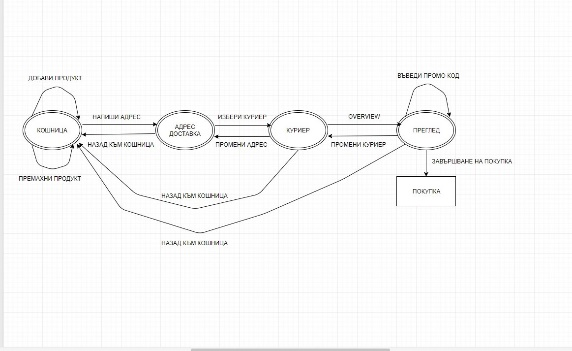 ДОБАВИ ПРОДУКТ
ВЪВЕДИ ПРОМО КОД
НАПИШИ АДРЕС
ИЗБЕРИ КУРИЕР
OVERVIEW
КОШНИЦА
АДРЕС
ДОСТАВКА
КУРИЕР
ПРЕГЛЕД
НАЗАД КЪМ КОШНИЦА
ПРОМЕНИ АДРЕС
ПРОМЕНИ КУРИЕР
ЗАВЪРШВАНЕ НА ПОКУПКА
ПРЕМАХНИ ПРОДУКТ
ПОКУПКА
НАЗАД КЪМ КОШНИЦА
НАЗАД КЪМ КОШНИЦА